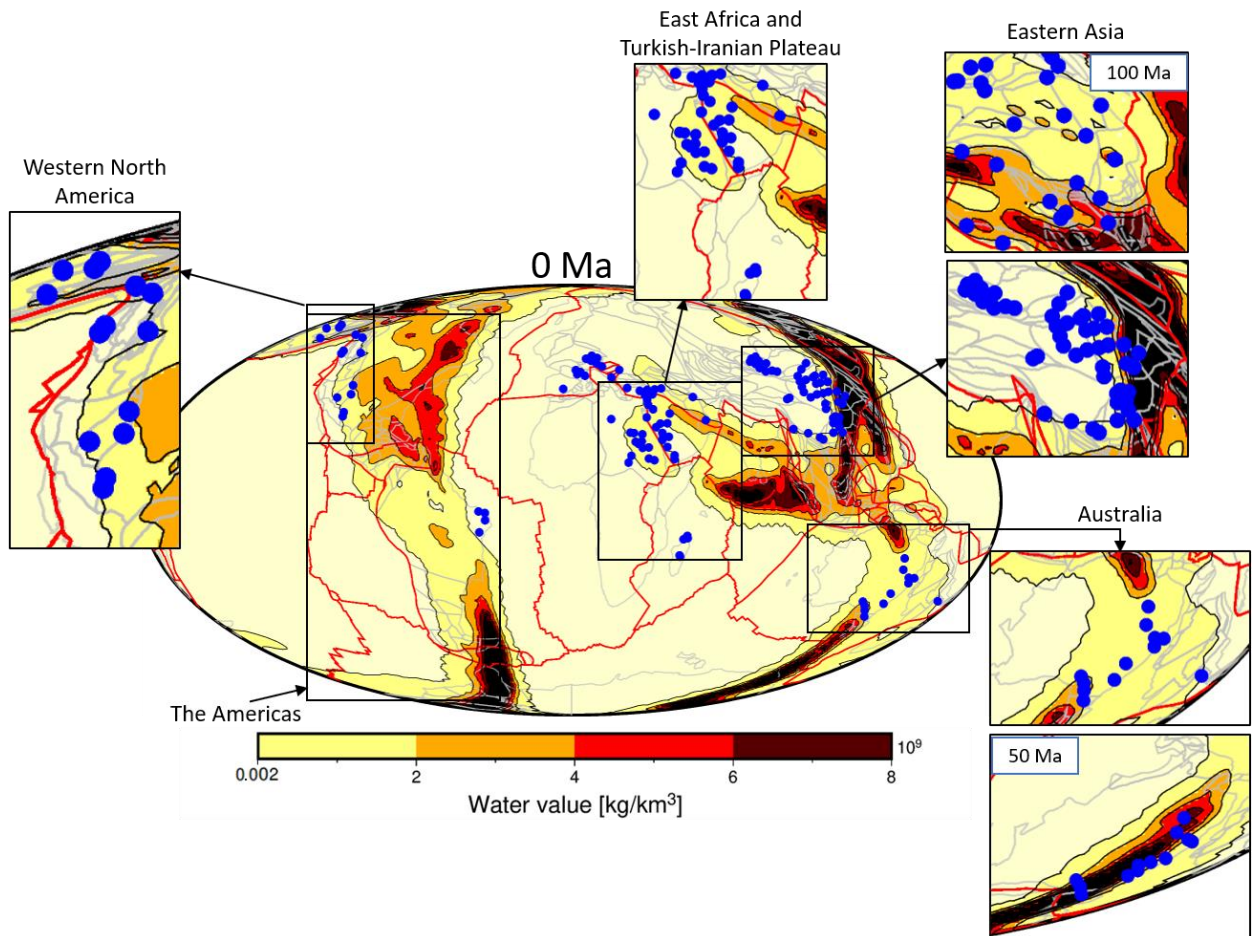 East Africa and
Turkish-Iranian Plateau
Eastern Asia
100 Ma
Western North
America
0 Ma
Australia
The Americas
50 Ma
10⁹
0.002
2
4
6
8
Water value [kg/km³]